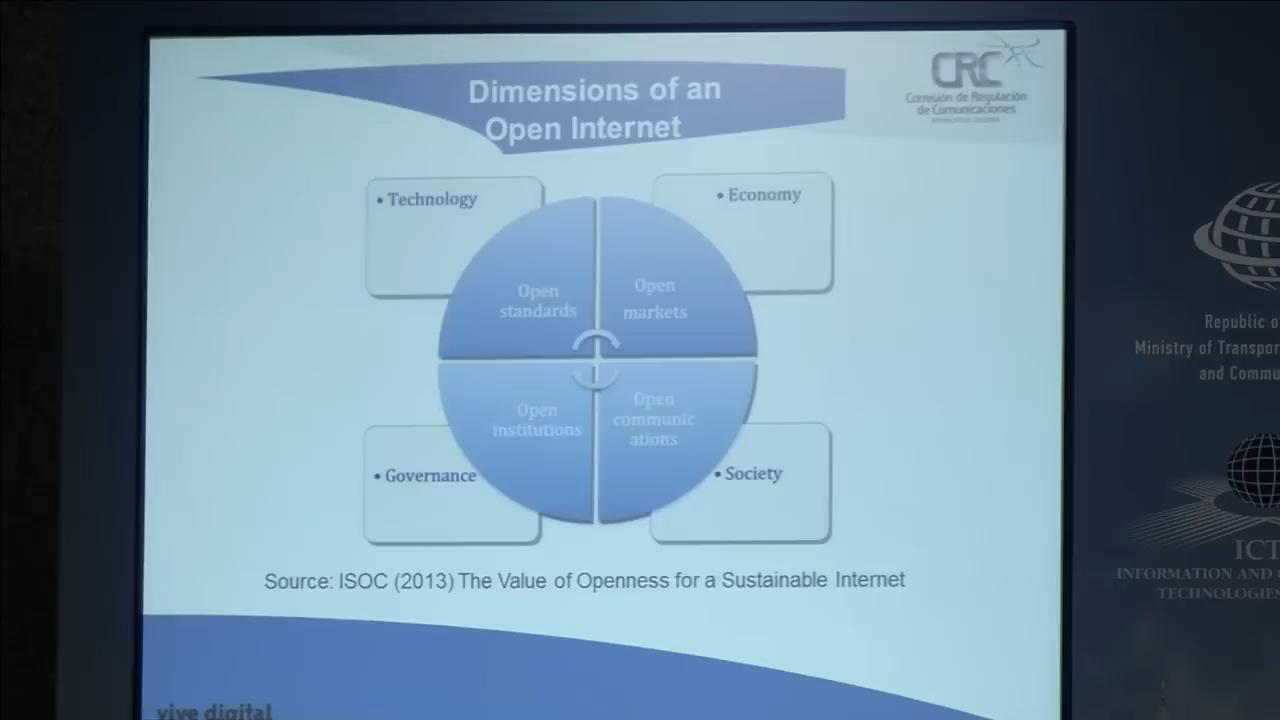 Dimensions of an
Open Internet
CRC
Comisión de Regulación
de Comunicaciones
• Technology
• Economy
Open
standards
Open
markets
Open
institutions
Open
communic
ations
• Governance
• Society
Source: ISOC (2013) The Value of Openness for a Sustainable Internet
vive digital
Republic o
Ministry of Transpor
and Commu
ICT
INFORMATION AND
TECHNOLOGIES